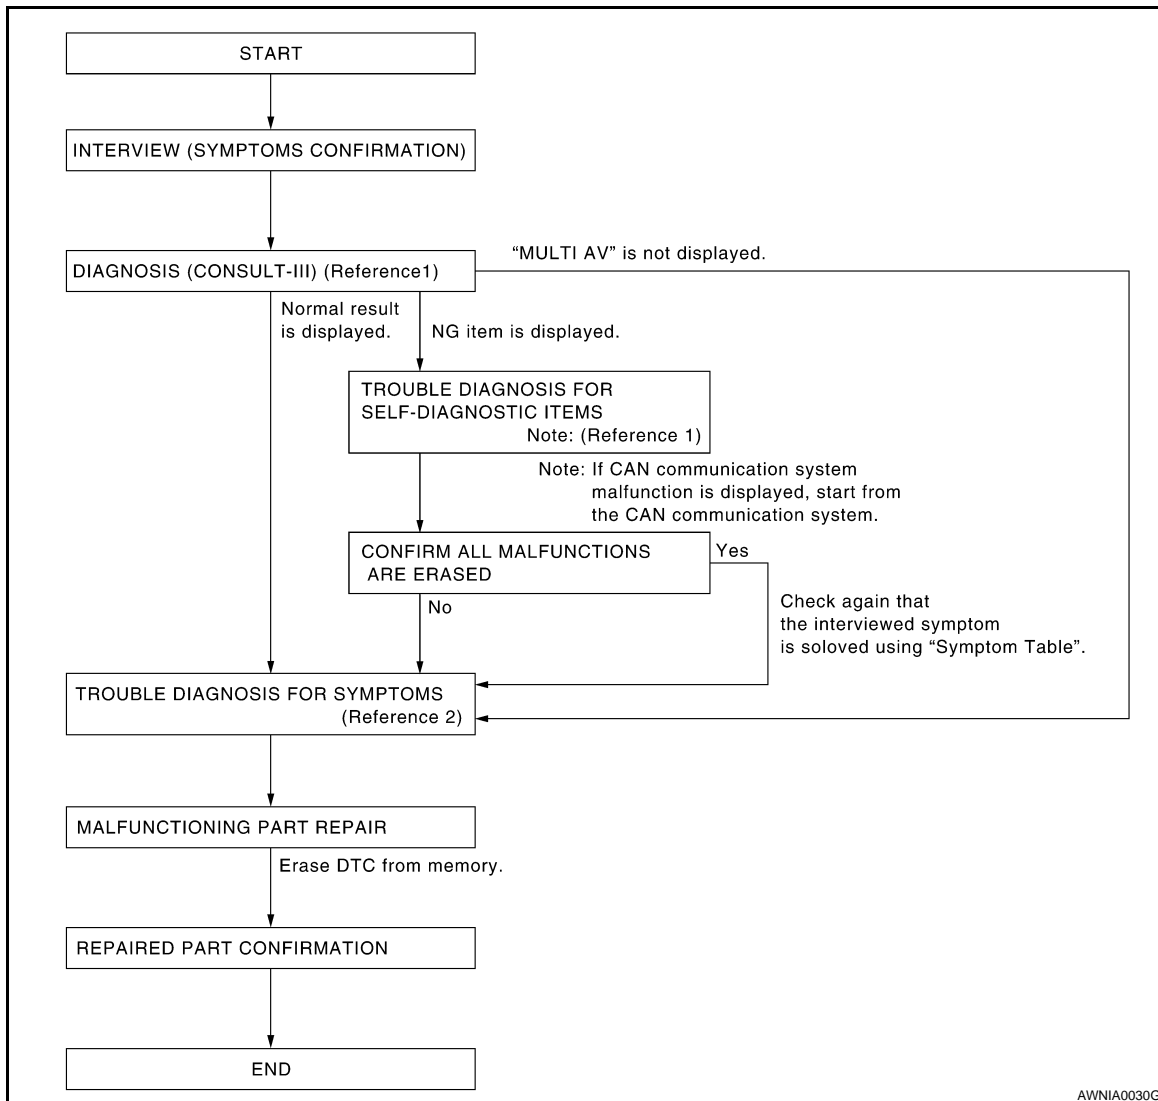 START
INTERVIEW (SYMPTOMS CONFIRMATION)
“MULTI AV” is not displayed.
DIAGNOSIS (CONSULT-III) (Reference1)
Normal result
is displayed.
NG item is displayed.
TROUBLE DIAGNOSIS FOR
SELF-DIAGNOSTIC ITEMS
Note: (Reference 1)
Note: If CAN communication system
malfunction is displayed, start from
the CAN communication system.
CONFIRM ALL MALFUNCTIONS
ARE ERASED
Yes
No
Check again that
the interviewed symptom
is soloved using “Symptom Table”.
TROUBLE DIAGNOSIS FOR SYMPTOMS
(Reference 2)
MALFUNCTIONING PART REPAIR
Erase DTC from memory.
REPAIRED PART CONFIRMATION
END
AWNIA0030G